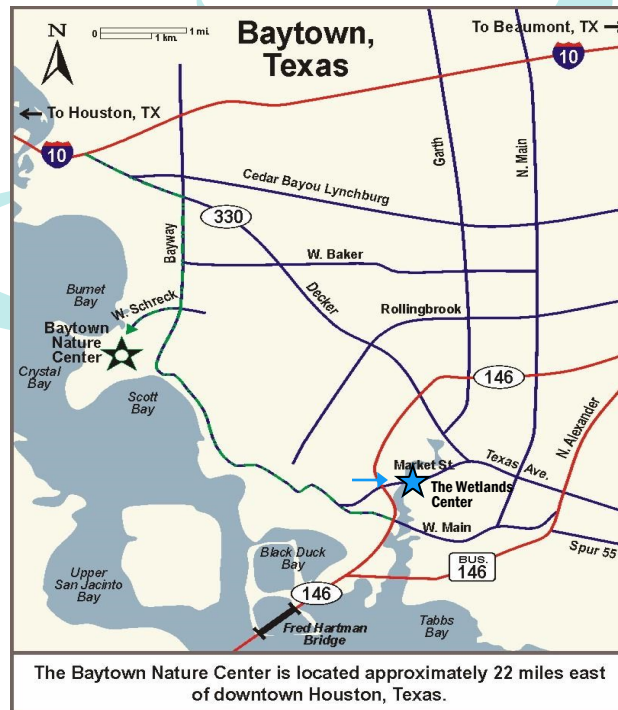 N
0 1 mi.
1 km.
Baytown,
Texas
To Beaumont, TX
10
To Houston, TX
10
Garth
N. Main
Cedar Bayou Lynchburg
330
Bayway
W. Baker
Decker
Burnet
Bay
W. Schreck
Rollingbrook
Baytown
Nature
Center
Crystal
Bay
Scott
Bay
146
N. Alexander
Market St.
Texas Ave.
The Wetlands
Center
W. Main
Spur 55
Black Duck
Bay
BUS.
146
Upper
San Jacinto
Bay
146
Tabbs
Bay
Fred Hartman
Bridge
The Baytown Nature Center is located approximately 22 miles east
of downtown Houston, Texas.